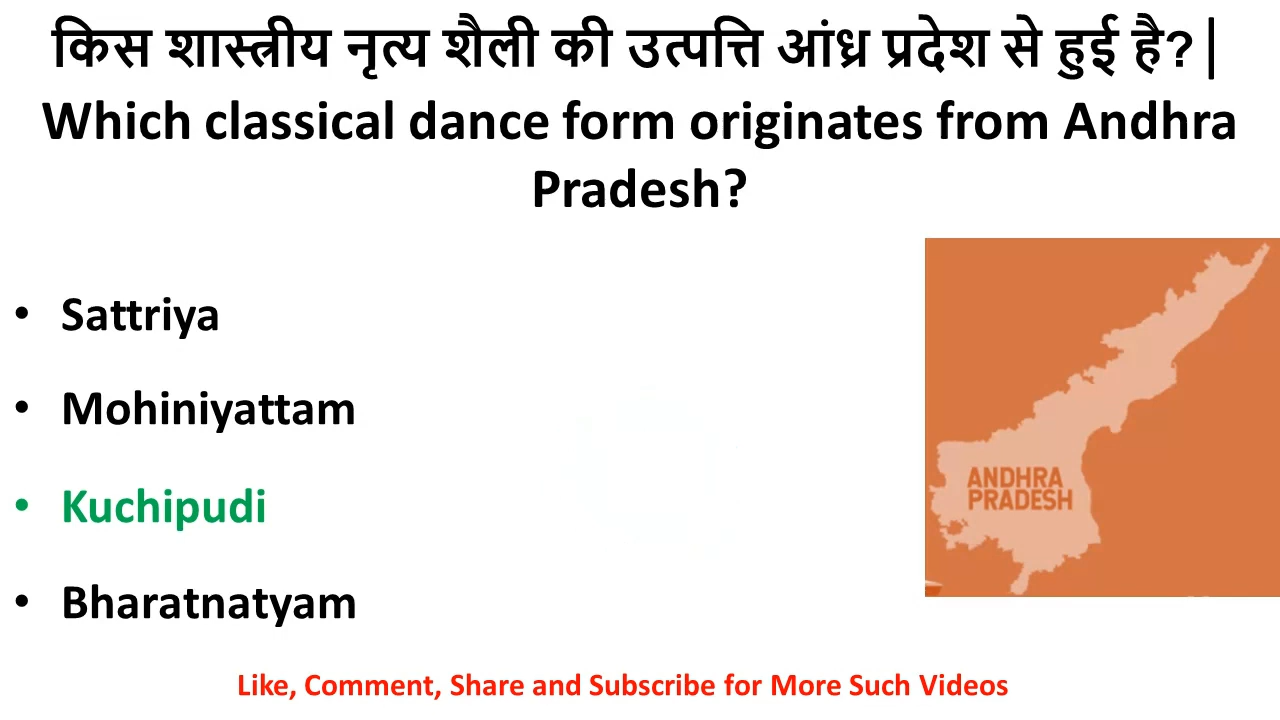 किस शास्त्रीय नृत्य शैली की उत्पत्ति आंध्र प्रदेश से हुई है?|
Which classical dance form originates from Andhra
Pradesh?
• Sattriya
• Mohiniyattam
• Kuchipudi
• Bharatnatyam
ANDHRA
PRADESH
Like, Comment, Share and Subscribe for More Such Videos